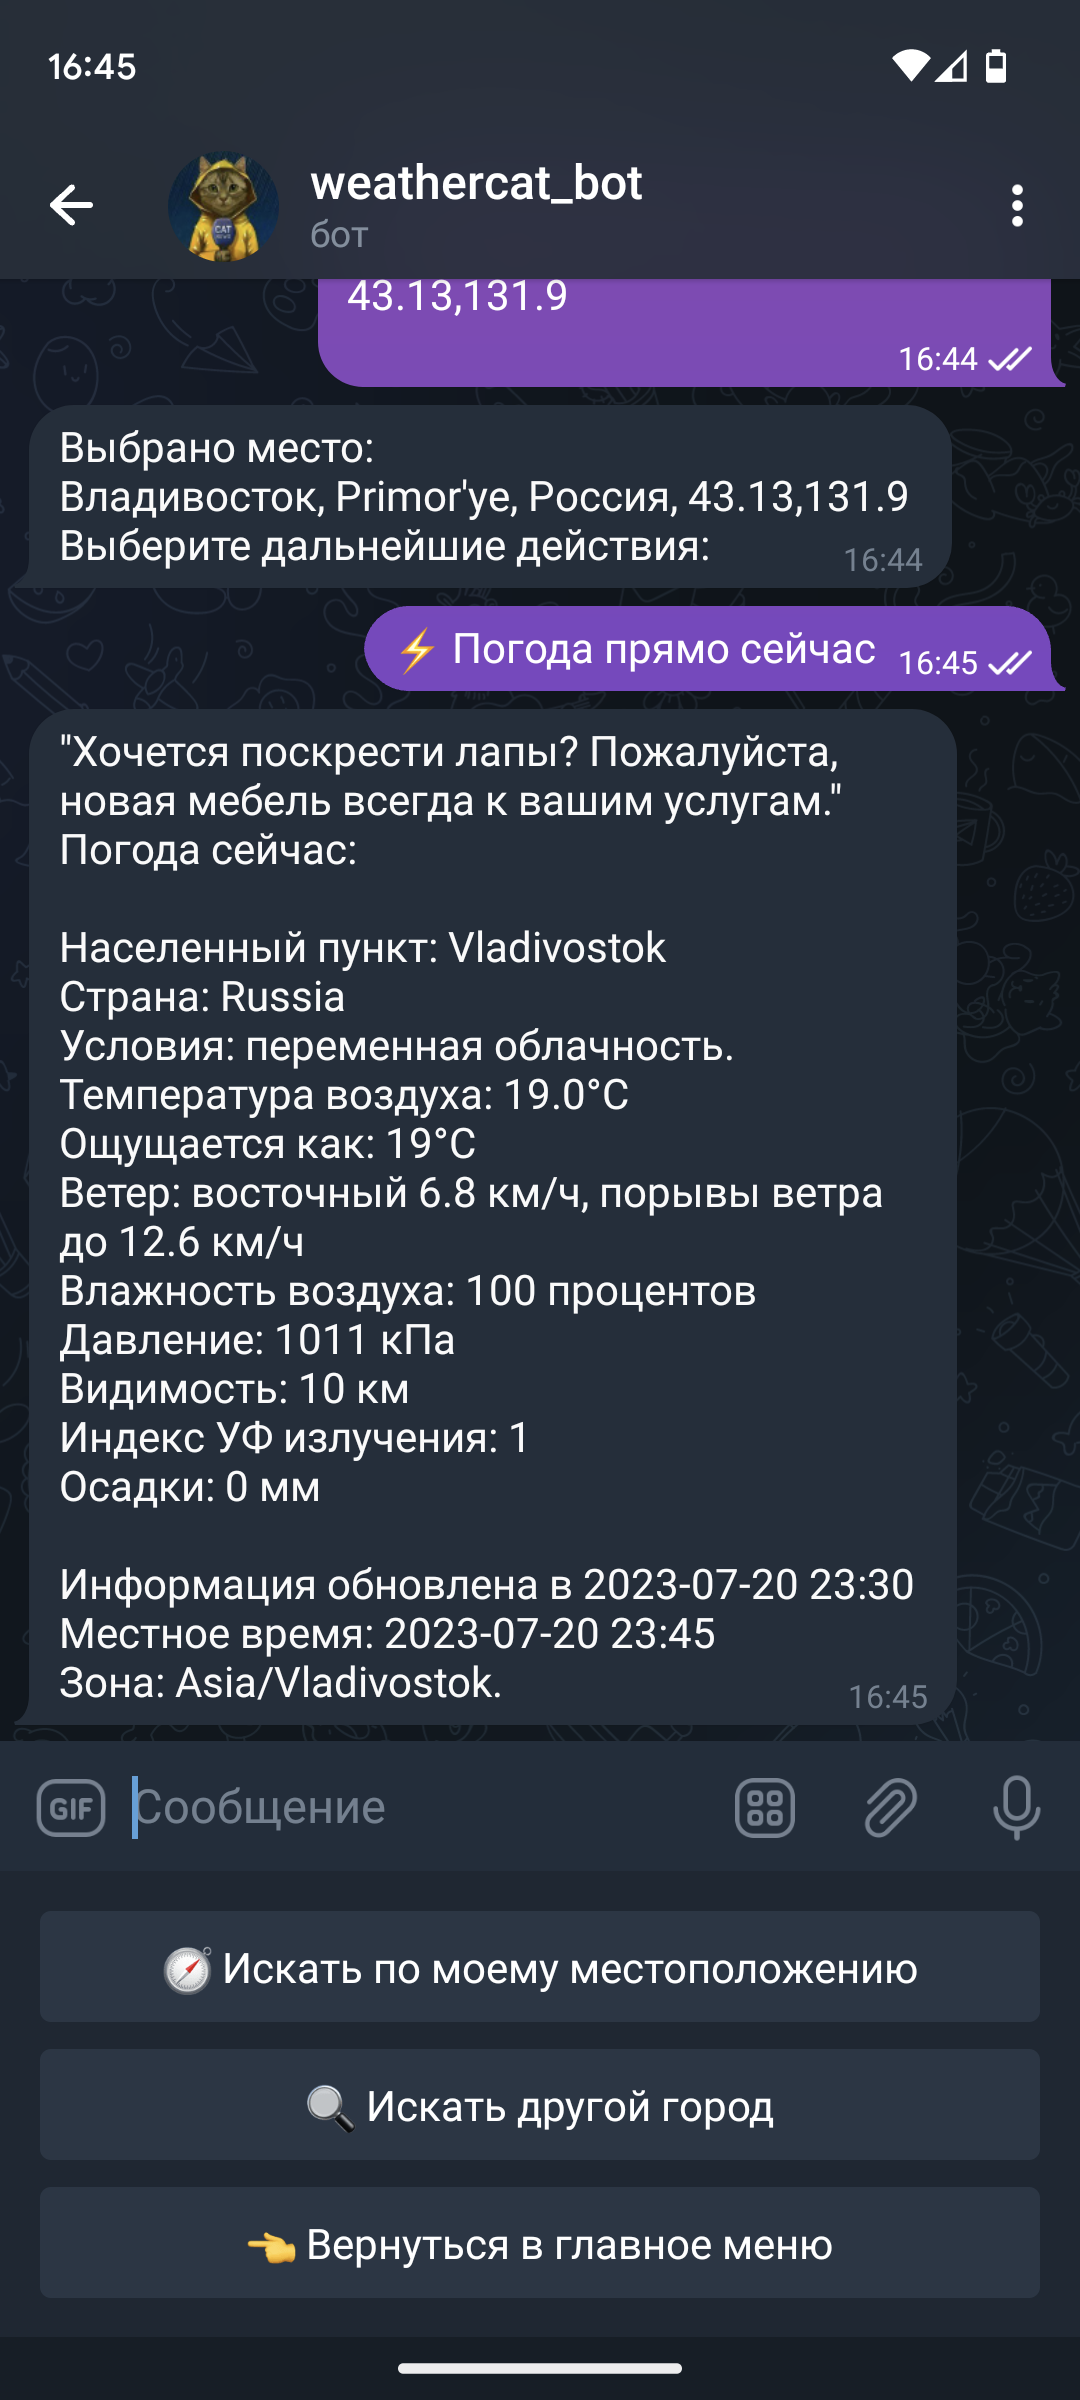 16:45
weathercat_bot
бот
CAT
43.13,131.9
16:44
Выбрано место:
Владивосток, Primor'ye, Россия, 43.13,131.9
Выберите дальнейшие действия:
16:44
⚡ Погода прямо сейчас
16:45
"Хочется поскрести лапы? Пожалуйста,
новая мебель всегда к вашим услугам."
Погода сейчас:
Населенный пункт: Vladivostok
Страна: Russia
Условия: переменная облачность.
Температура воздуха: 19.0°C
Ощущается как: 19°C
Ветер: восточный 6.8 км/ч, порывы ветра
до 12.6 км/ч
Влажность воздуха: 100 процентов
Давление: 1011 кПа
Видимость: 10 км
Индекс УФ излучения: 1
Осадки: 0 мм
Информация обновлена в 2023-07-20 23:30
Местное время: 2023-07-20 23:45
Зона: Asia/Vladivostok.
16:45
GIF
Сообщение
Искать по моему местоположению
Искать другой город
Вернуться в главное меню